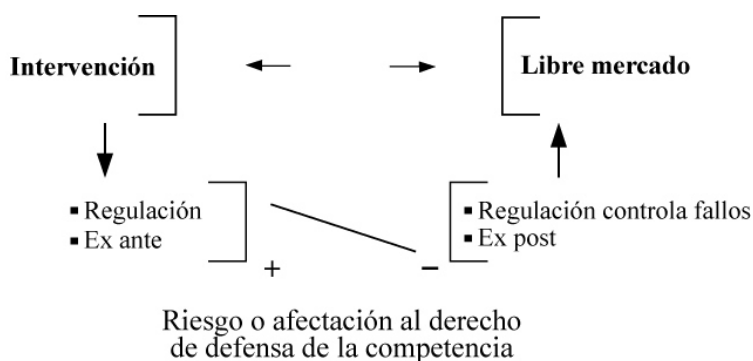 Intervención
Libre mercado
▪ Regulación
▪ Ex ante
▪ Regulación controla fallos
▪ Ex post
+
−
Riesgo o afectación al derecho
de defensa de la competencia